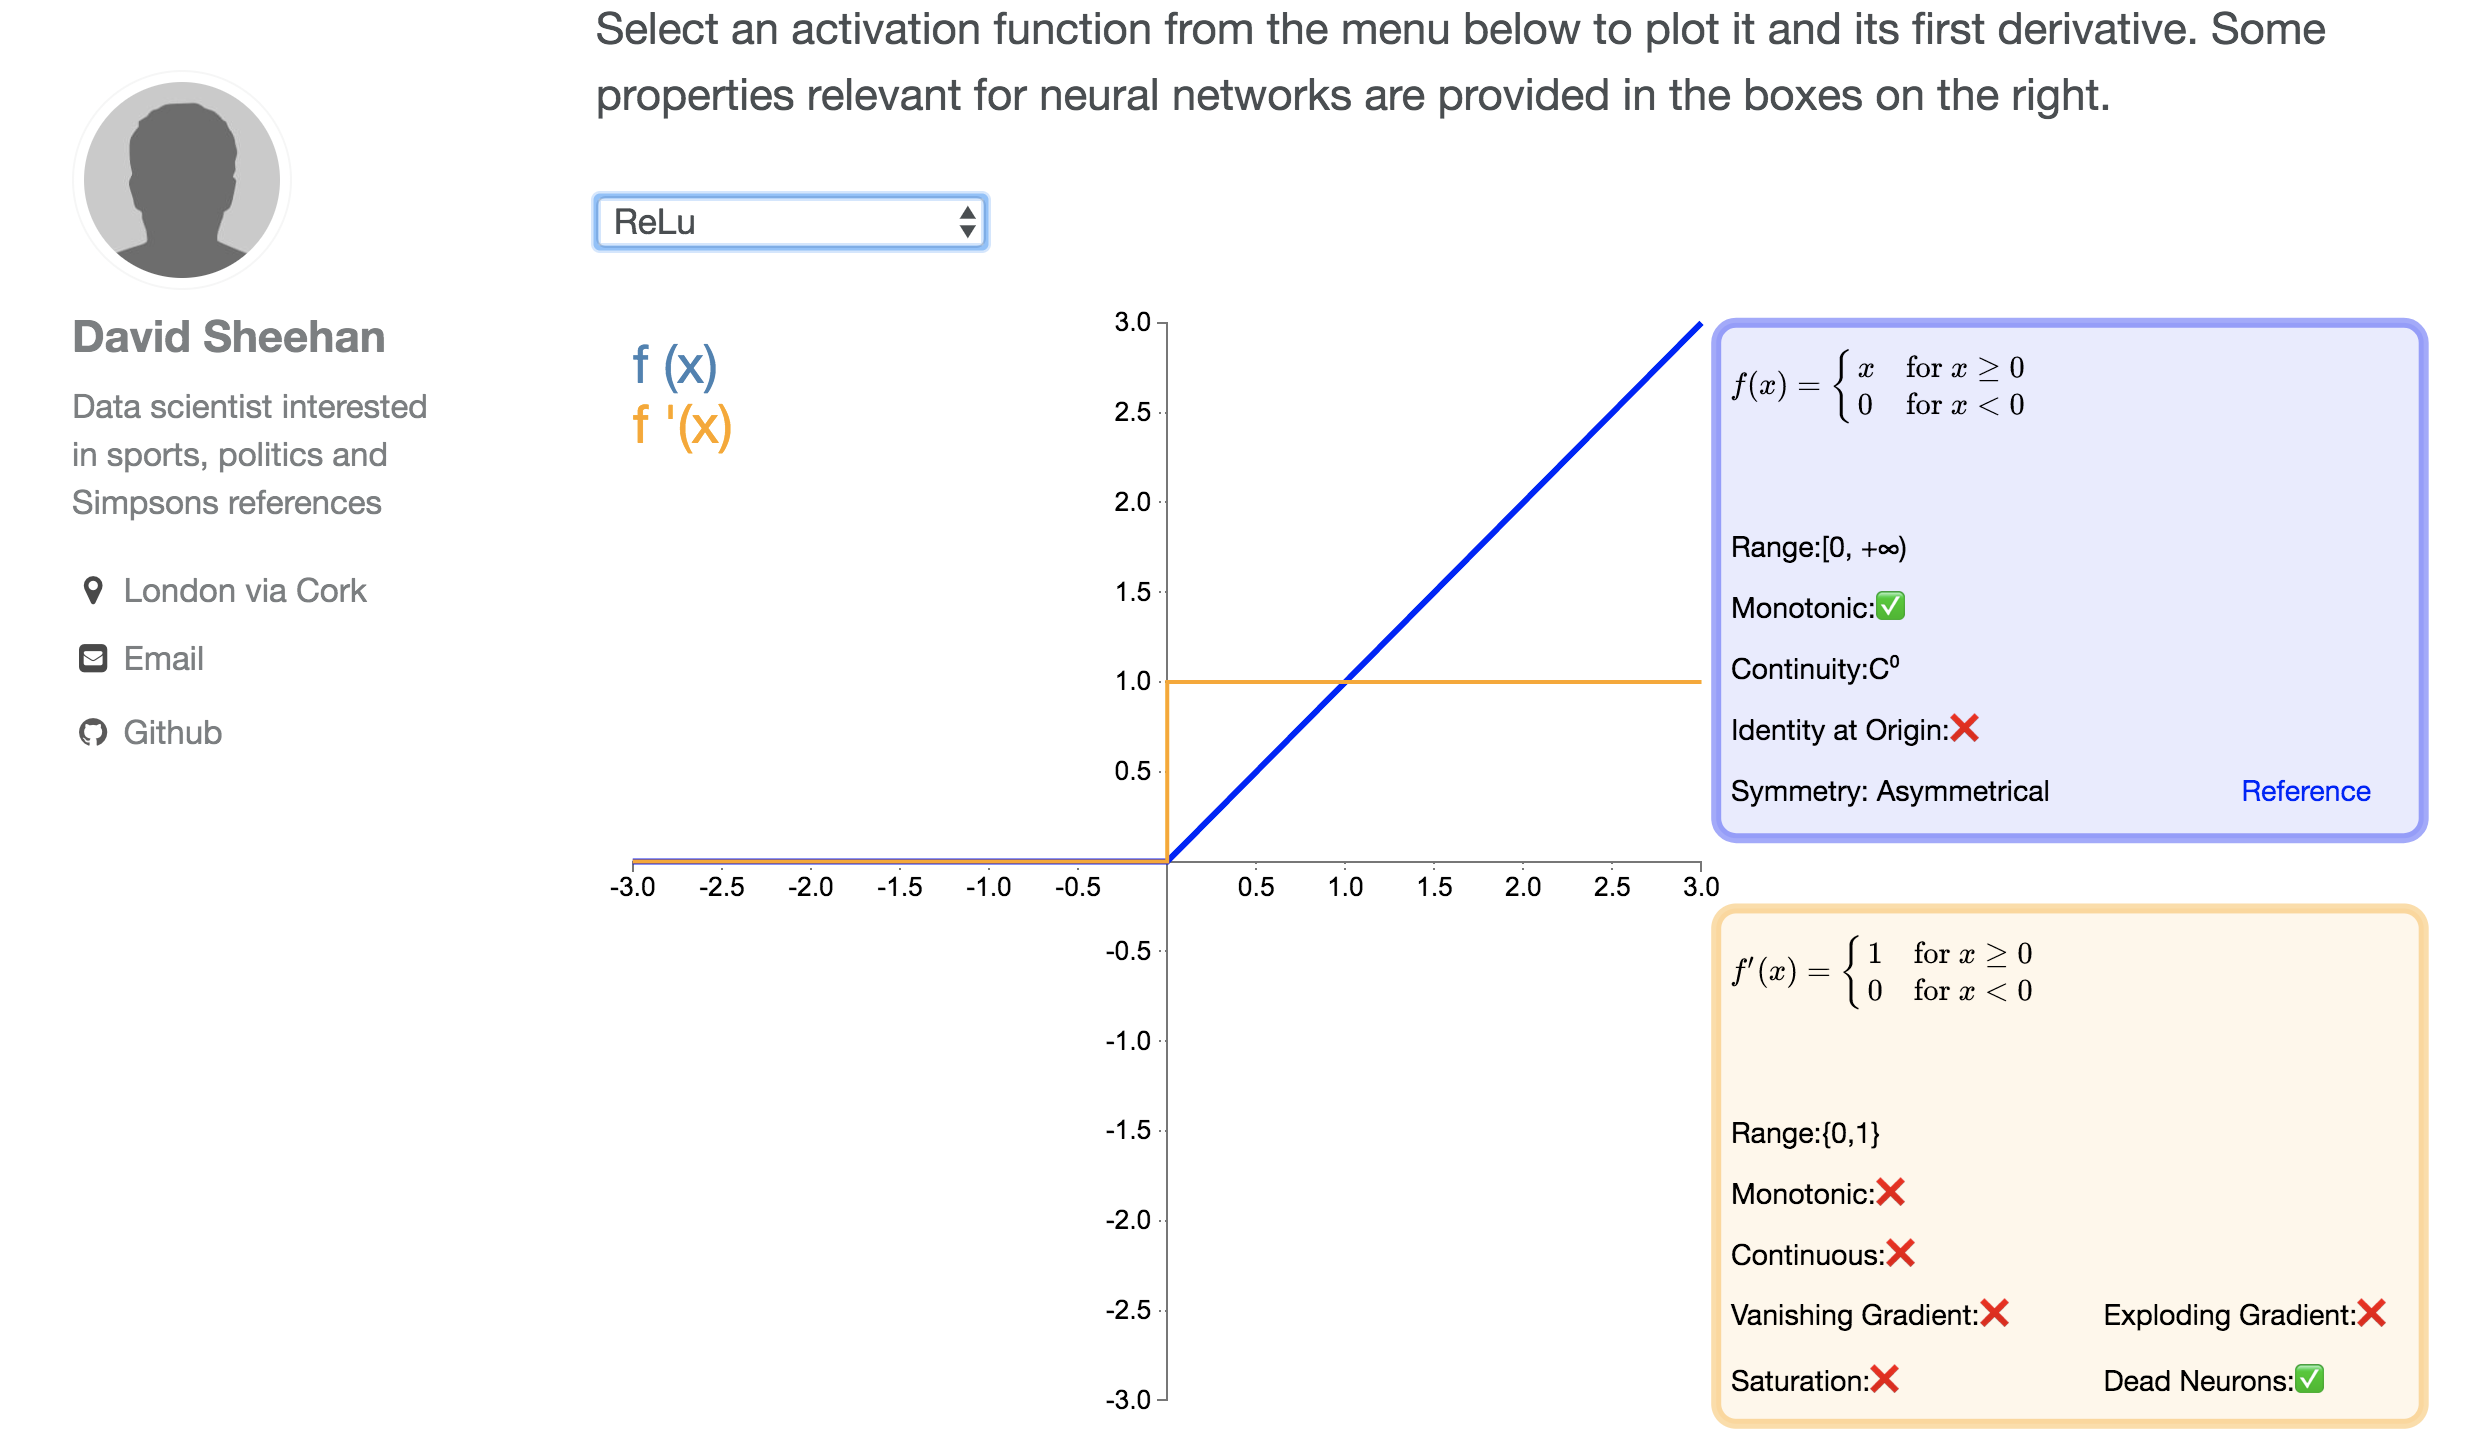 Select an activation function from the menu below to plot it and its first derivative. Some
properties relevant for neural networks are provided in the boxes on the right.
David Sheehan
Data scientist interested
in sports, politics and
Simpsons references
London via Cork
Email
Github
ReLu
f (x)
f '(x)
3.0
2.5
2.0
1.5
1.0
0.5
-3.0 -2.5 -2.0 -1.5 -1.0 -0.5 0.5 1.0 1.5 2.0 2.5 3.0
-0.5
-1.0
-1.5
-2.0
-2.5
-3.0
f(x) = { x for x ≥ 0
0 for x < 0
Range:[0, +∞)
Monotonic:✅
Continuity:C⁰
Identity at Origin:❌
Symmetry: Asymmetrical Reference
f′(x) = { 1 for x ≥ 0
0 for x < 0
Range:{0,1}
Monotonic:❌
Continuous:❌
Vanishing Gradient:❌ Exploding Gradient:❌
Saturation:❌ Dead Neurons:✅